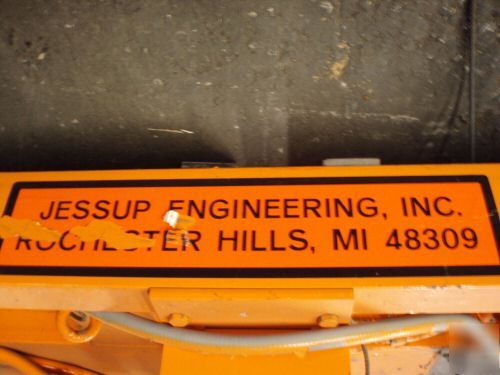 JESSUP ENGINEERING, INC.
ROCHESTER HILLS, MI 48309